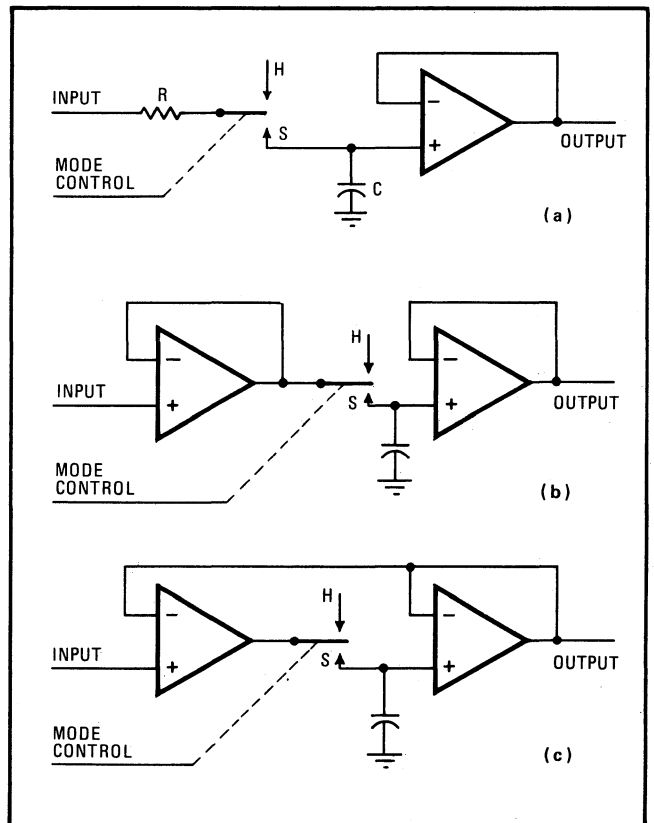 H
R
INPUT
−
S
+
OUTPUT
MODE
CONTROL
C
(a)
H
−
−
INPUT
+
S
+
OUTPUT
MODE
CONTROL
(b)
H
−
−
INPUT
+
S
+
OUTPUT
MODE
CONTROL
(c)